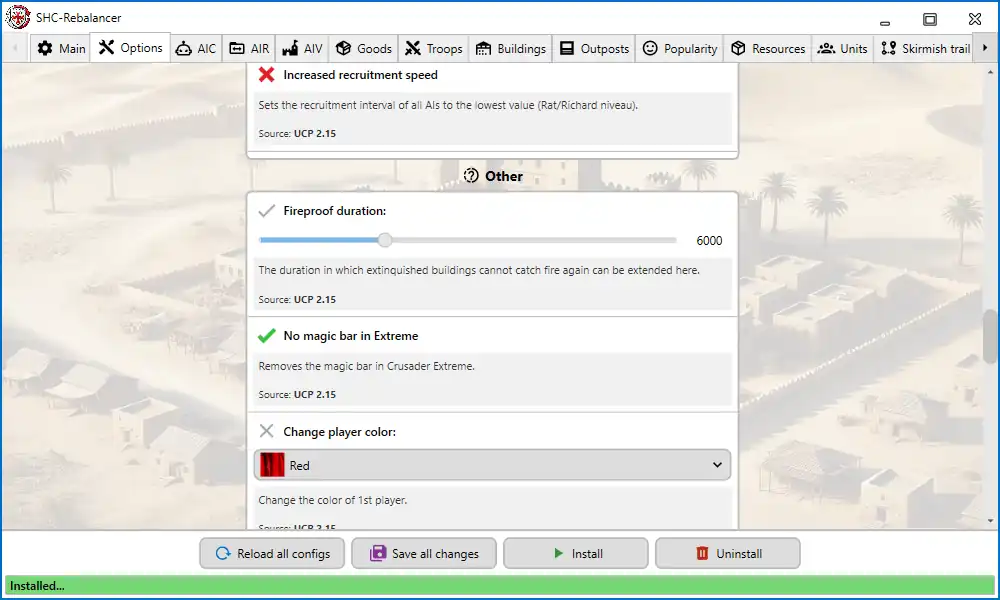 SHC-Rebalancer
Main Options AIC AIR AIV Goods Troops Buildings Outposts Popularity Resources Units Skirmish trail
Increased recruitment speed
Sets the recruitment interval of all AIs to the lowest value (Rat/Richard niveau).
Source: UCP 2.15
Other
Fireproof duration:
6000
The duration in which extinguished buildings cannot catch fire again can be extended here.
Source: UCP 2.15
No magic bar in Extreme
Removes the magic bar in Crusader Extreme.
Source: UCP 2.15
Change player color:
Red
Change the color of 1st player.
Source: UCP 2.15
Reload all configs Save all changes Install Uninstall
Installed...